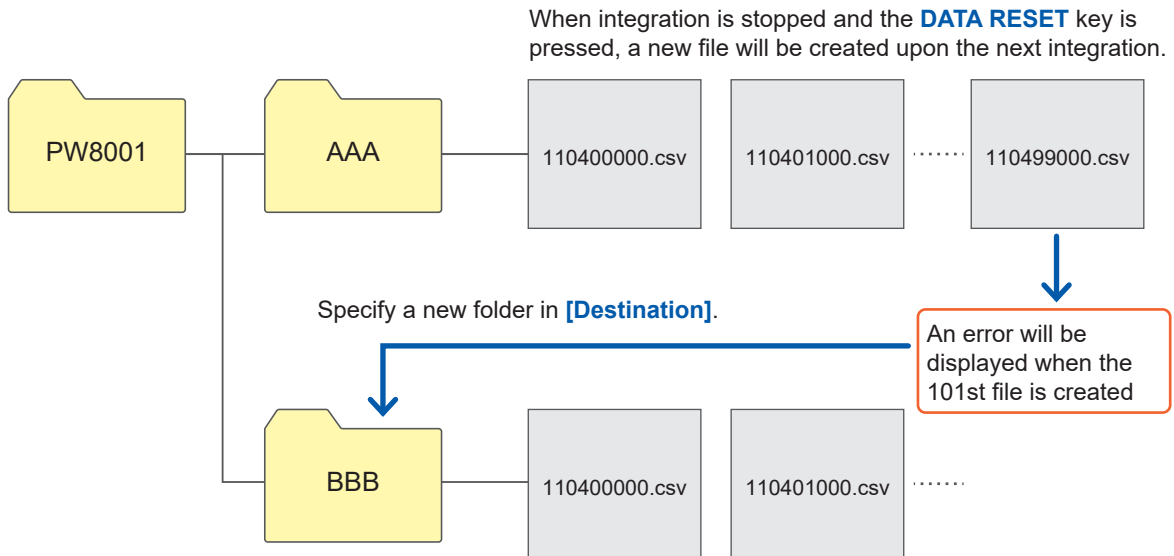 When integration is stopped and the DATA RESET key is
pressed, a new file will be created upon the next integration.
PW8001
AAA
110400000.csv
110401000.csv
110499000.csv
Specify a new folder in [Destination].
An error will be
displayed when the
101st file is created
BBB
110400000.csv
110401000.csv